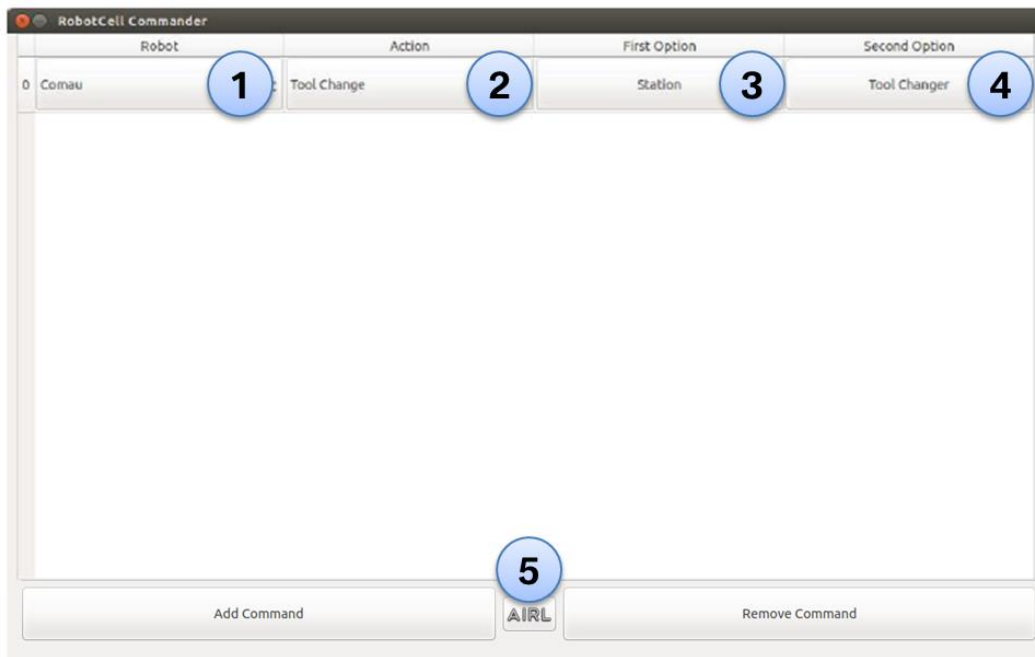 RobotCell Commander
Robot Action First Option Second Option
0 Comau 1 Tool Change 2 Station 3 Tool Changer 4
5
Add Command AIRL Remove Command